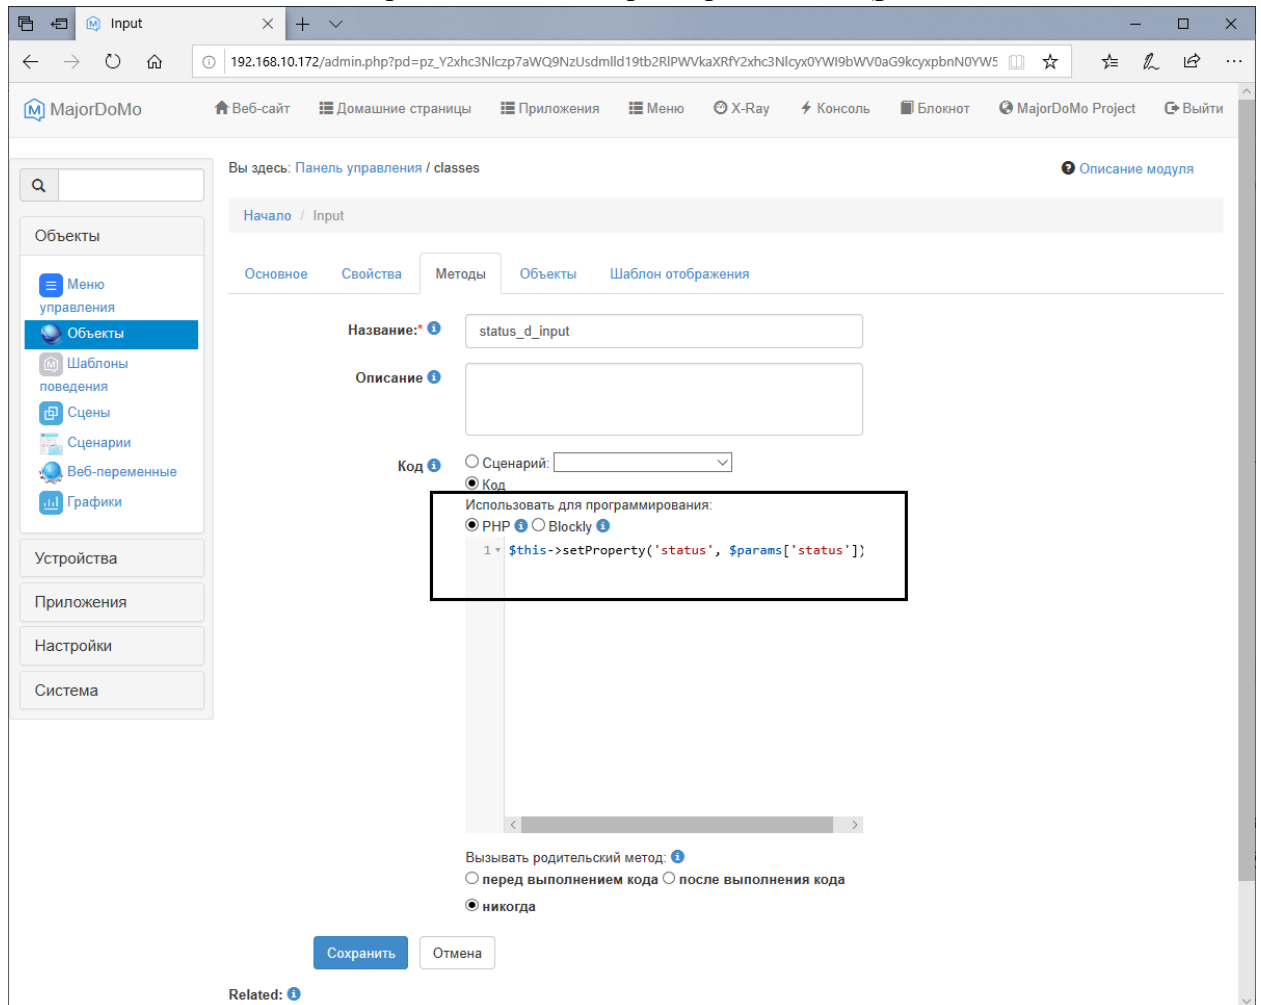 Input
192.168.10.172/admin.php?pd=pz_Y2xhc3Nlczp7aWQ9NzUsdmlld19tb2RlPWVkaXRfY2xhc3Nlcyx0YWI9bWV0aG9kcyxpbnN0YW5
MajorDoMo
Веб-сайт Домашние страницы Приложения Меню X-Ray Консоль Блокнот MajorDoMo Project Выйти
Вы здесь: Панель управления / classes
Описание модуля
Начало / Input
Объекты
Меню
управления
Объекты
Шаблоны
поведения
Сцены
Сценарии
Веб-переменные
Графики
Устройства
Приложения
Настройки
Система
Основное Свойства Методы Объекты Шаблон отображения
Название:* status_d_input
Описание
Код Сценарий:
Код
Использовать для программирования:
PHP Blockly
1 $this->setProperty('status', $params['status'])
Вызывать родительский метод:
перед выполнением кода после выполнения кода
никогда
Сохранить Отмена
Related: